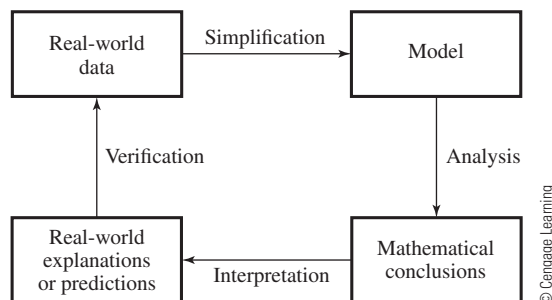 Real-world
data
Simplification
Model
Verification
Analysis
Real-world
explanations
or predictions
Interpretation
Mathematical
conclusions
© Cengage Learning